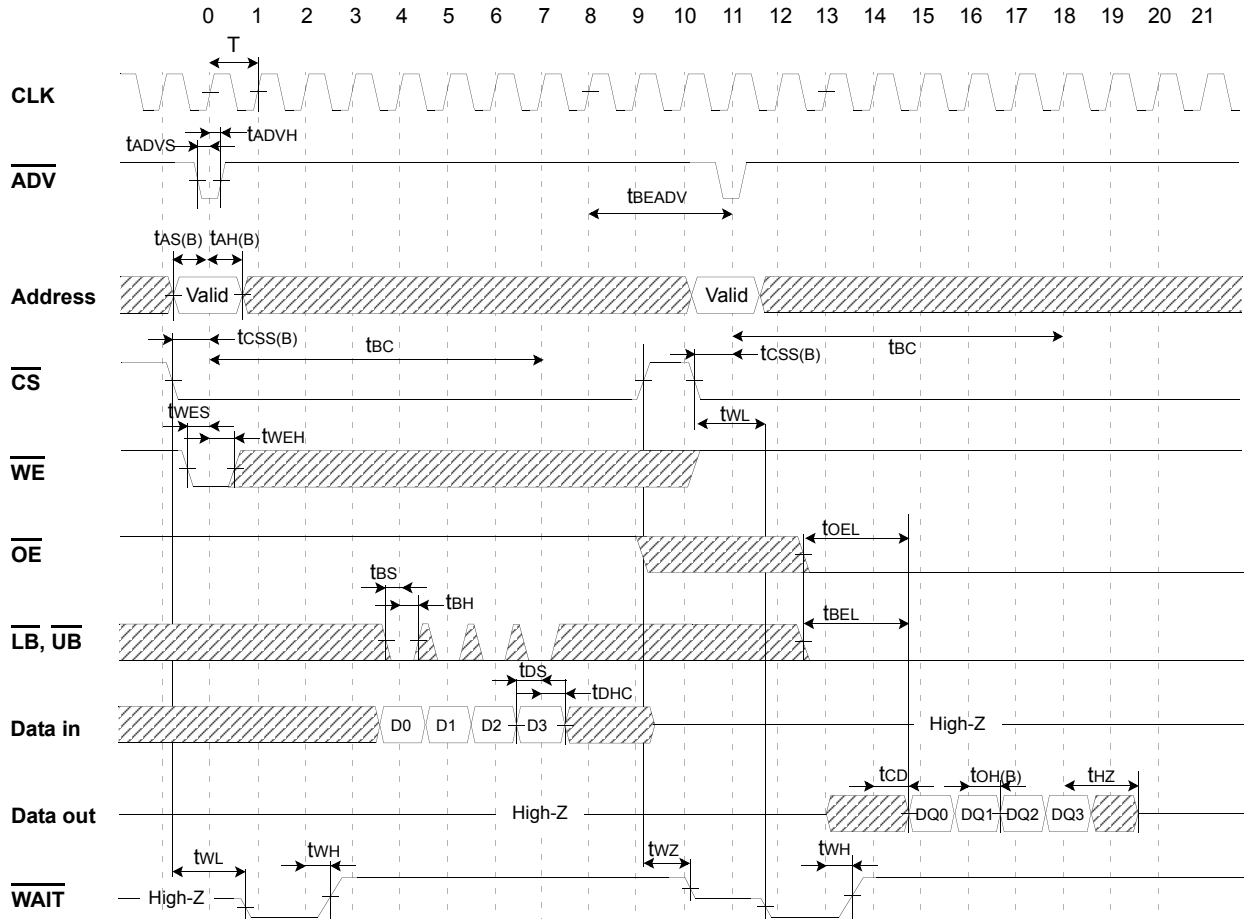 0 1 2 3 4 5 6 7 8 9 10 11 12 13 14 15 16 17 18 19 20 21
T
CLK
tADVS tADVH
ADV
tBEADV
tAS(B) tAH(B)
Address Valid Valid
tCSS(B) tBC tCSS(B) tBC
CS
tWES tWEH tWL
WE
OE tOEL
tBS tBH tBEL
LB, UB
tDS tDHC
Data in D0 D1 D2 D3 High-Z
tCD tOH(B) tHZ
Data out High-Z DQ0 DQ1 DQ2 DQ3
tWL tWH tWZ tWH
WAIT High-Z